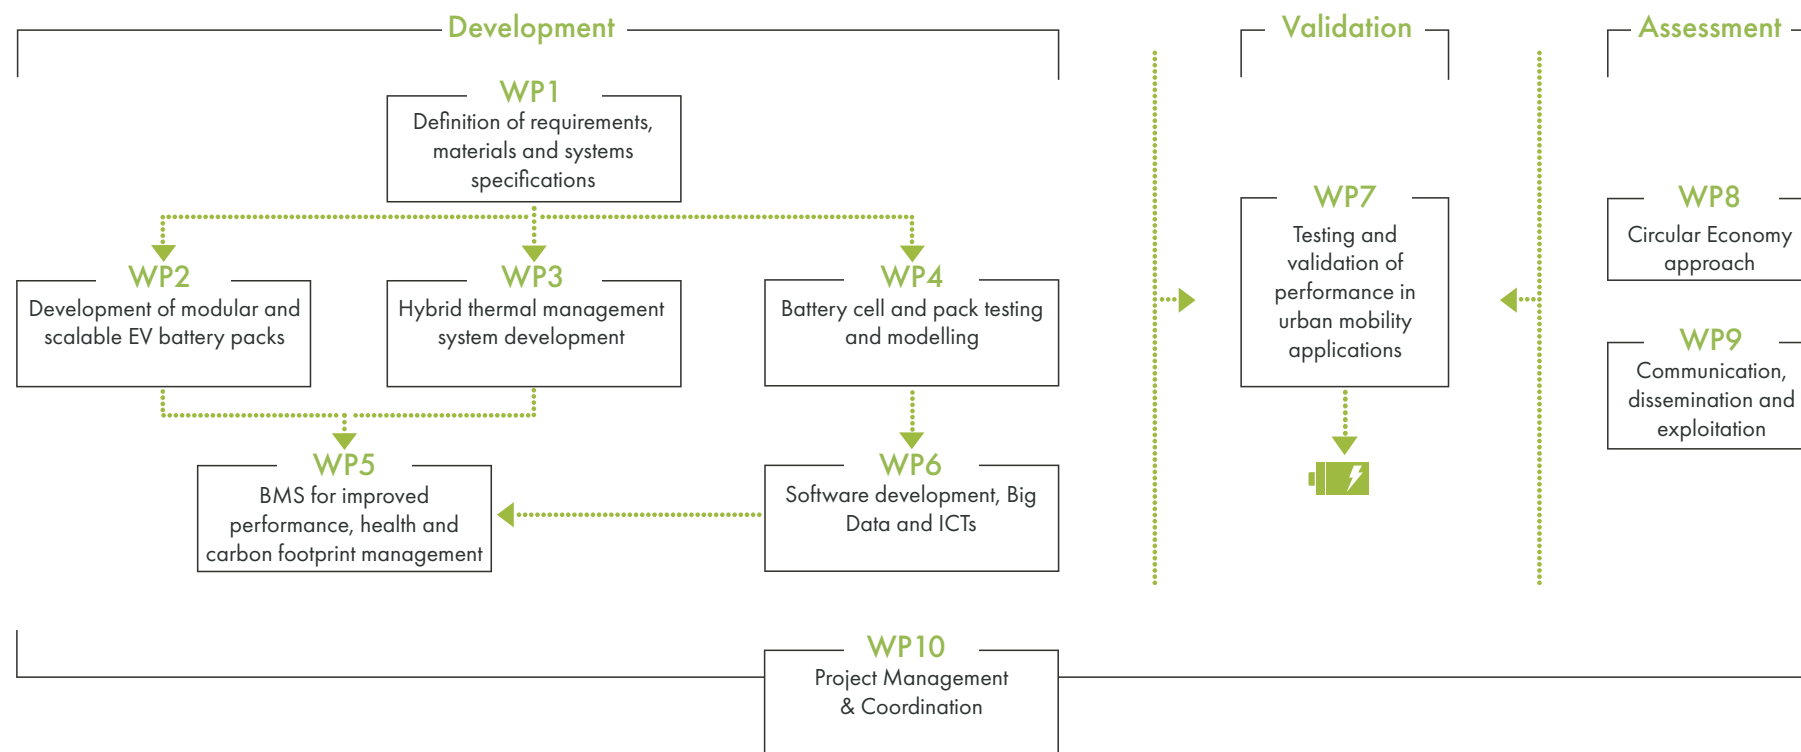 Development
Validation
Assessment
WP1
Definition of requirements,
materials and systems
specifications
WP2
Development of modular and
scalable EV battery packs
WP3
Hybrid thermal management
system development
WP4
Battery cell and pack testing
and modelling
WP5
BMS for improved
performance, health and
carbon footprint management
WP6
Software development, Big
Data and ICTs
WP7
Testing and
validation of
performance in
urban mobility
applications
WP8
Circular Economy
approach
WP9
Communication,
dissemination and
exploitation
WP10
Project Management
& Coordination